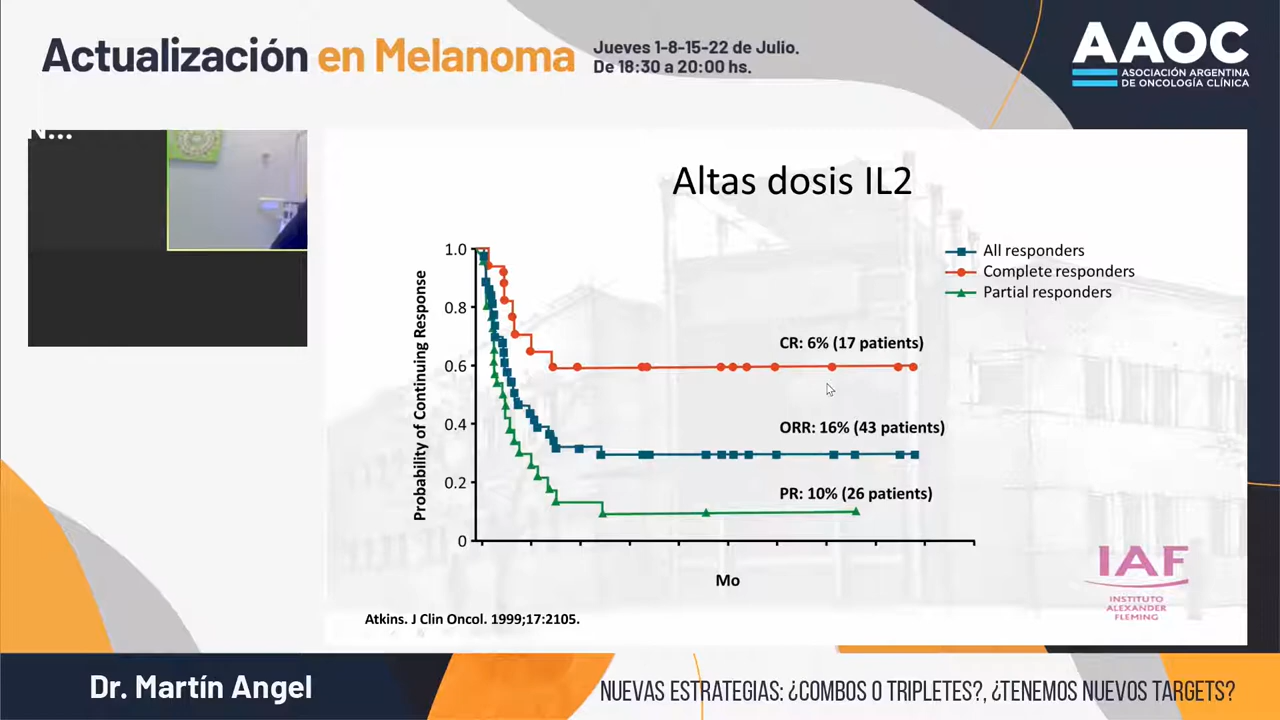 Actualización en Melanoma
Jueves 1-8-15-22 de Julio.
De 18:30 a 20:00 hs.
AAOC
ASOCIACIÓN ARGENTINA
DE ONCOLOGÍA CLÍNICA
N...
Altas dosis IL2
All responders
Complete responders
Partial responders
Probability of Continuing Response
1.0
0.8
0.6
0.4
0.2
0
CR: 6% (17 patients)
ORR: 16% (43 patients)
PR: 10% (26 patients)
Mo
Atkins. J Clin Oncol. 1999;17:2105.
IAF
INSTITUTO
ALEXANDER
FLEMING
Dr. Martín Angel
NUEVAS ESTRATEGIAS: ¿COMBOS O TRIPLETES?, ¿TENEMOS NUEVOS TARGETS?